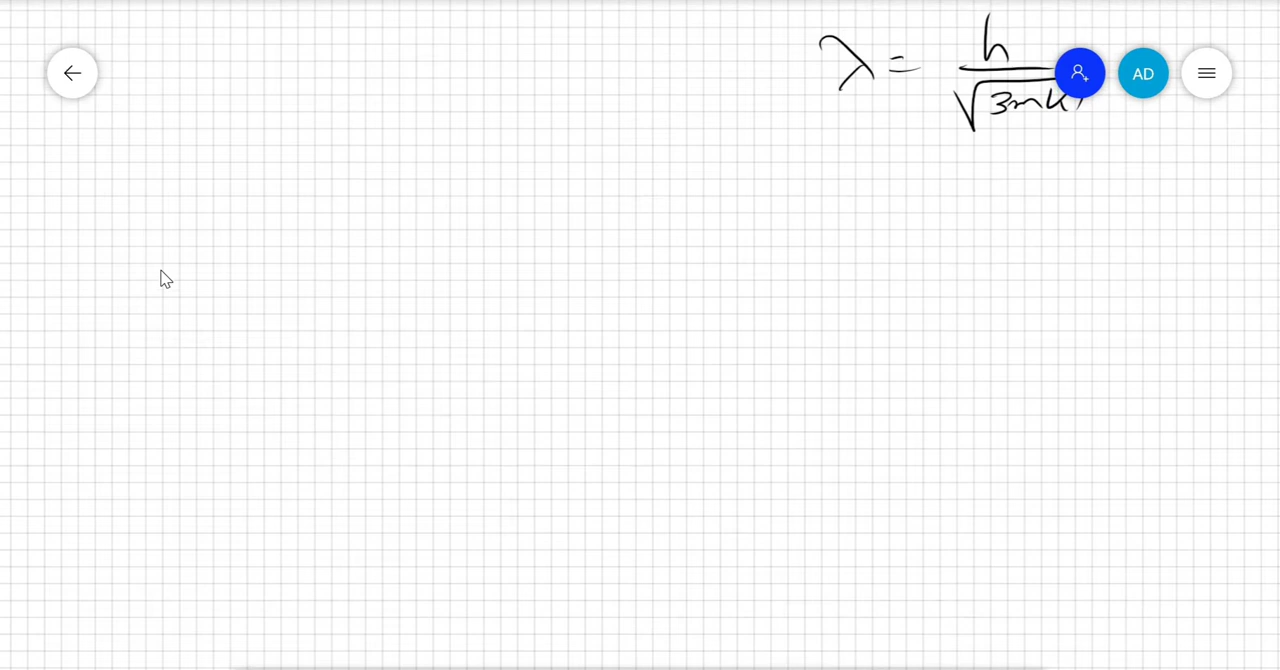 λ = h / √3mk
AD